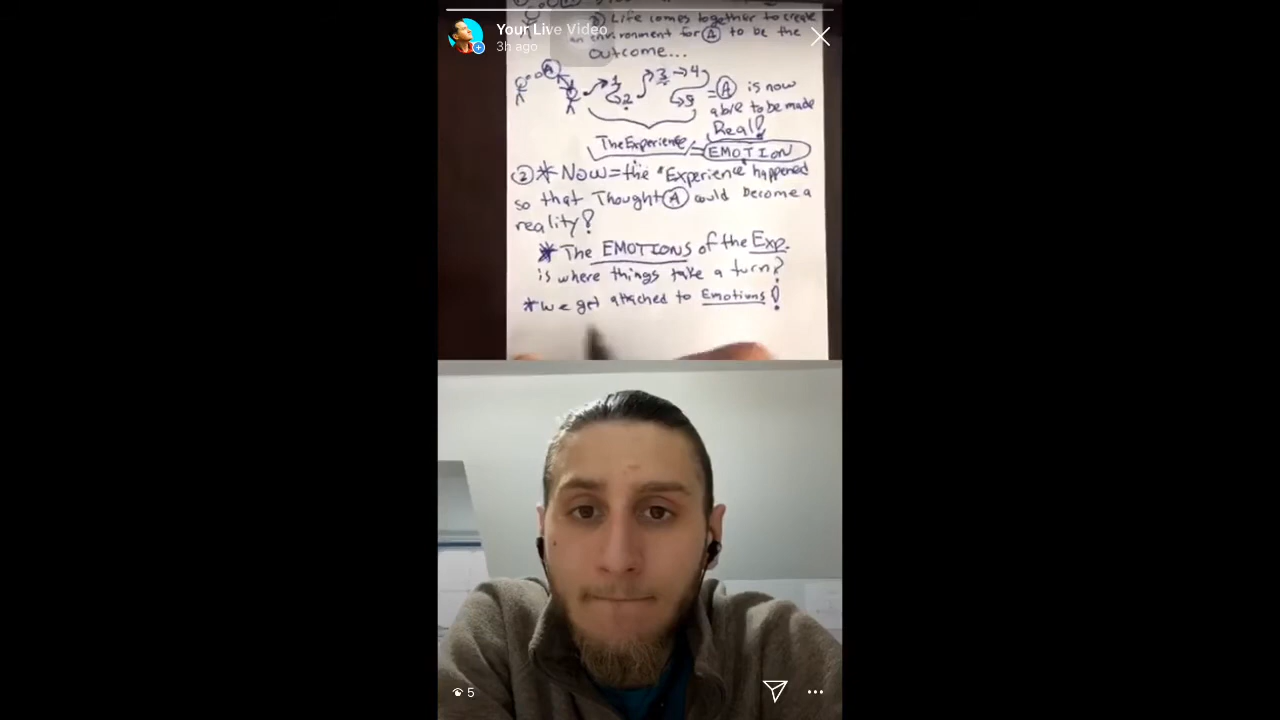 ② Life comes together to create
Your Live Video
an environment for Ⓐ to be the
3h ago
outcome...
A 1 3 → 4 = Ⓐ is now
2 5 able to be made
Real!
The Experience = EMOTION
② * Now = the "Experience" happened
so that Thought Ⓐ could become a
reality!
* The EMOTIONS of the Exp.
is where things take a turn?
* We get attached to Emotions!
5